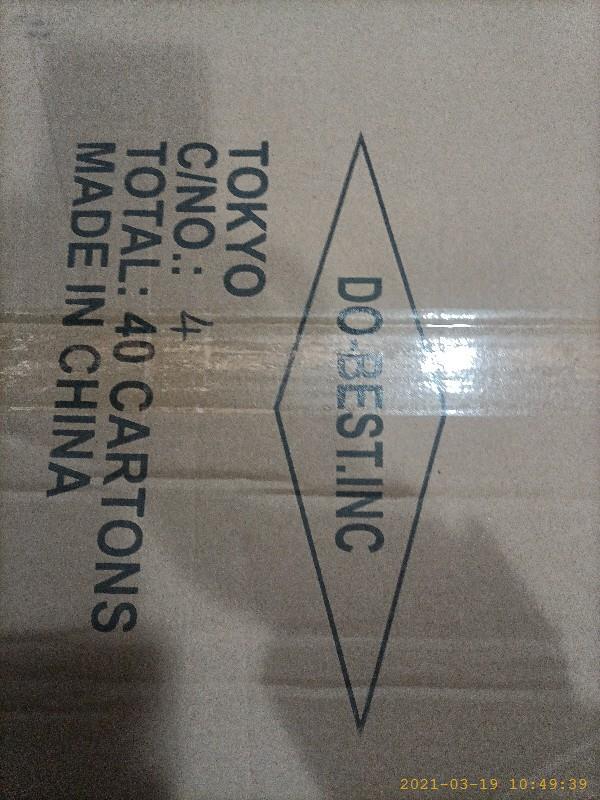 DO-BEST.INC
TOKYO
C/NO.: 4
TOTAL: 40 CARTONS
MADE IN CHINA
2021-03-19 10:49:39